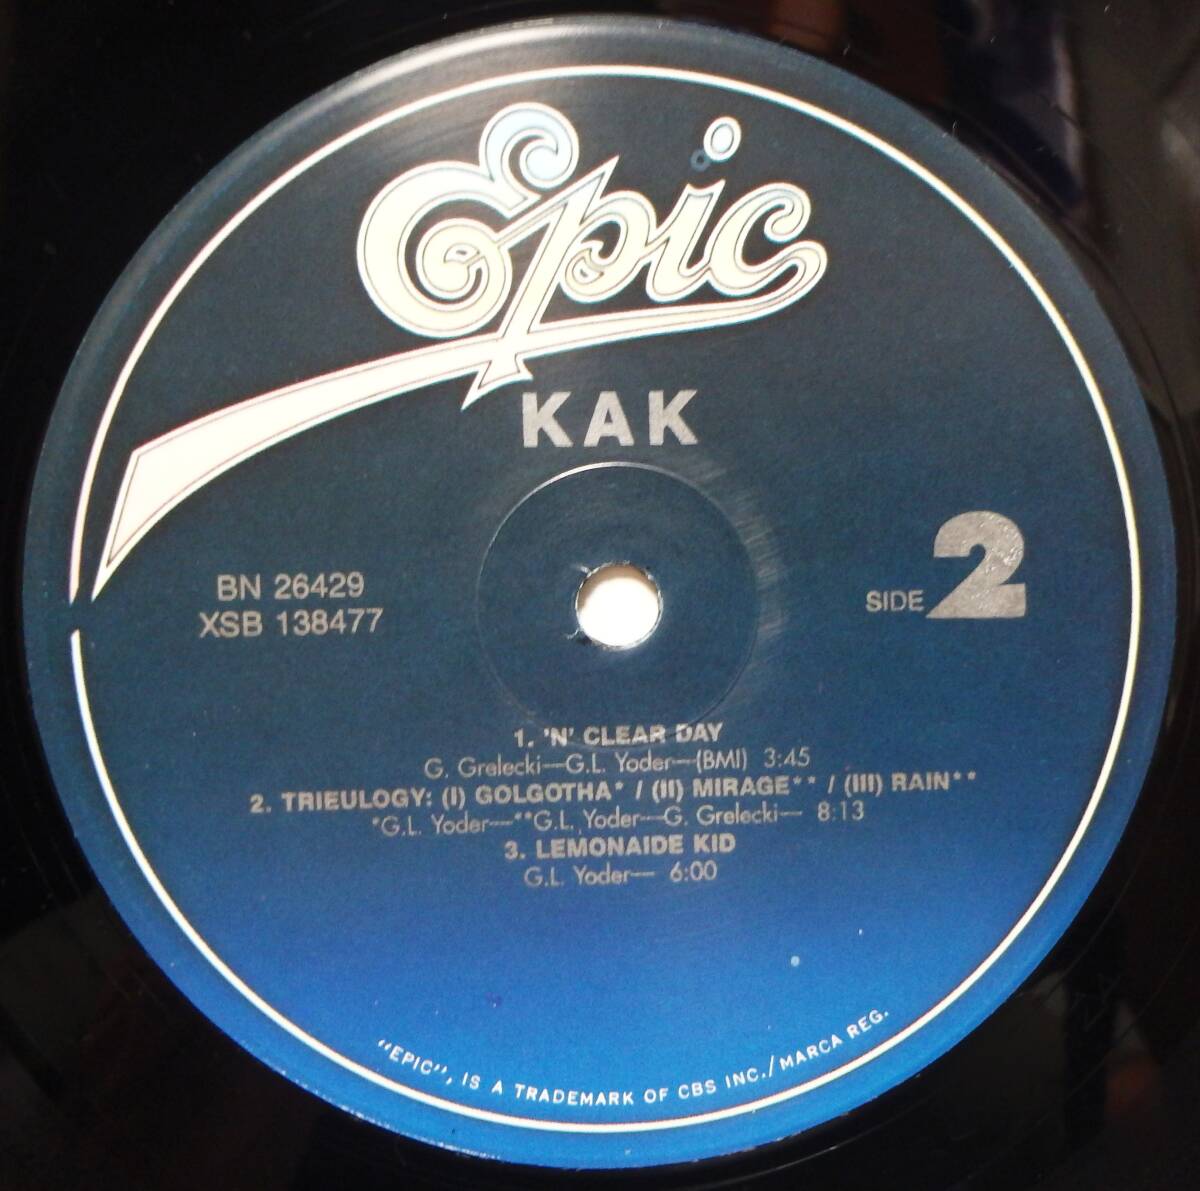 Epic
KAK
BN 26429
XSB 138477
SIDE 2
1. 'N' CLEAR DAY
G. Grelecki—G.L. Yoder—(BMI) 3:45
2. TRIEULOGY: (I) GOLGOTHA* / (II) MIRAGE** / (III) RAIN**
*G.L. Yoder—**G.L. Yoder—G. Grelecki— 8:13
3. LEMONAIDE KID
G.L. Yoder— 6:00
"EPIC", IS A TRADEMARK OF CBS INC./MARCA REG.